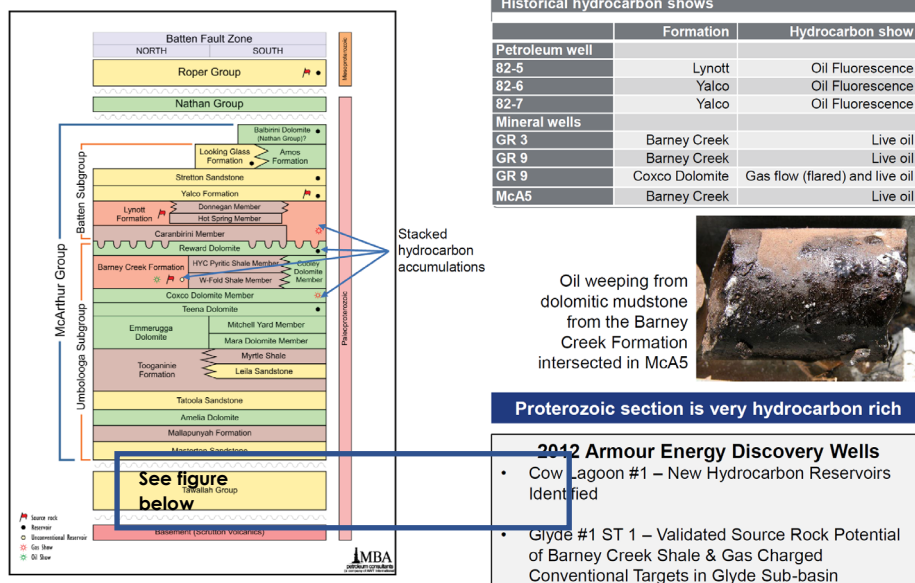 Batten Fault Zone
NORTH SOUTH
Roper Group
Nathan Group
Balbirini Dolomite
(Nathan Group)?
Looking Glass
Formation
Amos
Formation
Stretton Sandstone
Yalco Formation
Lynott
Formation
Donnegan Member
Hot Spring Member
Caranbirini Member
Reward Dolomite
Barney Creek Formation
HYC Pyritic Shale Member
W-Fold Shale Member
Cooley
Dolomite
Member
Coxco Dolomite Member
Teena Dolomite
Emmerugga
Dolomite
Mitchell Yard Member
Mara Dolomite Member
Tooganinie
Formation
Myrtle Shale
Leila Sandstone
Tatoola Sandstone
Amelia Dolomite
Mallapunyah Formation
Masterton Sandstone
See figure
below
Tawallah Group
Basement (Scrutton Volcanics)
McArthur Group
Batten Subgroup
Umbolooga Subgroup
Mesoproterozoic
Paleoproterozoic
Stacked
hydrocarbon
accumulations
Source rock
Reservoir
Unconventional Reservoir
Gas Show
Oil Show
MBA
petroleum consultants
Historical hydrocarbon shows
Formation Hydrocarbon show
Petroleum well
82-5 Lynott Oil Fluorescence
82-6 Yalco Oil Fluorescence
82-7 Yalco Oil Fluorescence
Mineral wells
GR 3 Barney Creek Live oil
GR 9 Barney Creek Live oil
GR 9 Coxco Dolomite Gas flow (flared) and live oil
McA5 Barney Creek Live oil
Oil weeping from
dolomitic mudstone
from the Barney
Creek Formation
intersected in McA5
Proterozoic section is very hydrocarbon rich
2012 Armour Energy Discovery Wells
• Cow Lagoon #1 – New Hydrocarbon Reservoirs
Identified
• Glyde #1 ST 1 – Validated Source Rock Potential
of Barney Creek Shale & Gas Charged
Conventional Targets in Glyde Sub-basin